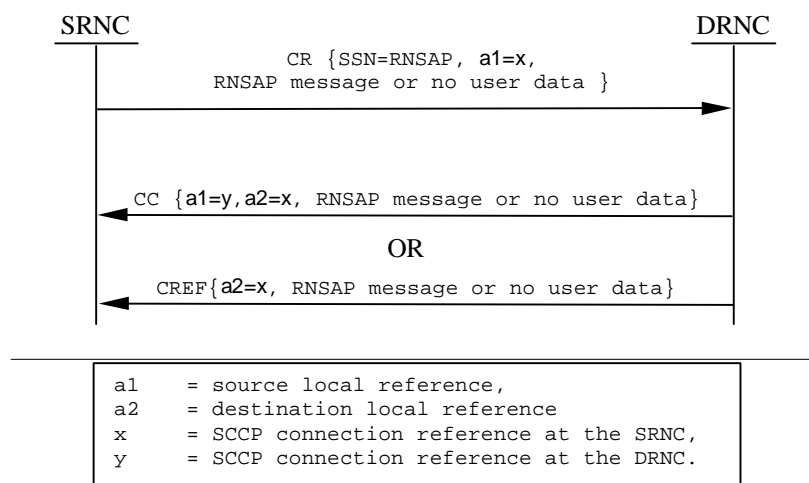 SRNC DRNC
CR {SSN=RNSAP, a1=x,
RNSAP message or no user data }
CC {a1=y,a2=x, RNSAP message or no user data}
OR
CREF{a2=x, RNSAP message or no user data}
a1 = source local reference,
a2 = destination local reference
x = SCCP connection reference at the SRNC,
y = SCCP connection reference at the DRNC.